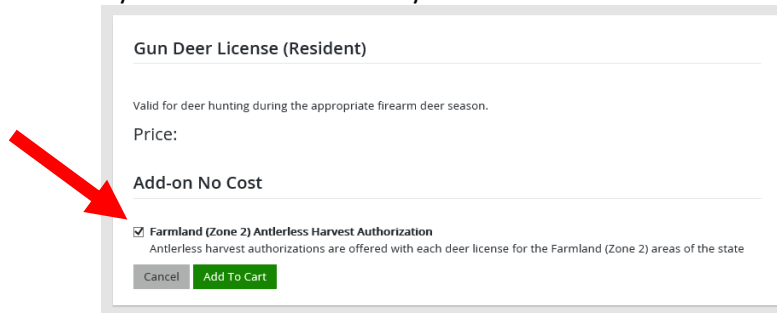 Gun Deer License (Resident)
Valid for deer hunting during the appropriate firearm deer season.
Price:
Add-on No Cost
Farmland (Zone 2) Antlerless Harvest Authorization
Antlerless harvest authorizations are offered with each deer license for the Farmland (Zone 2) areas of the state
Cancel Add To Cart